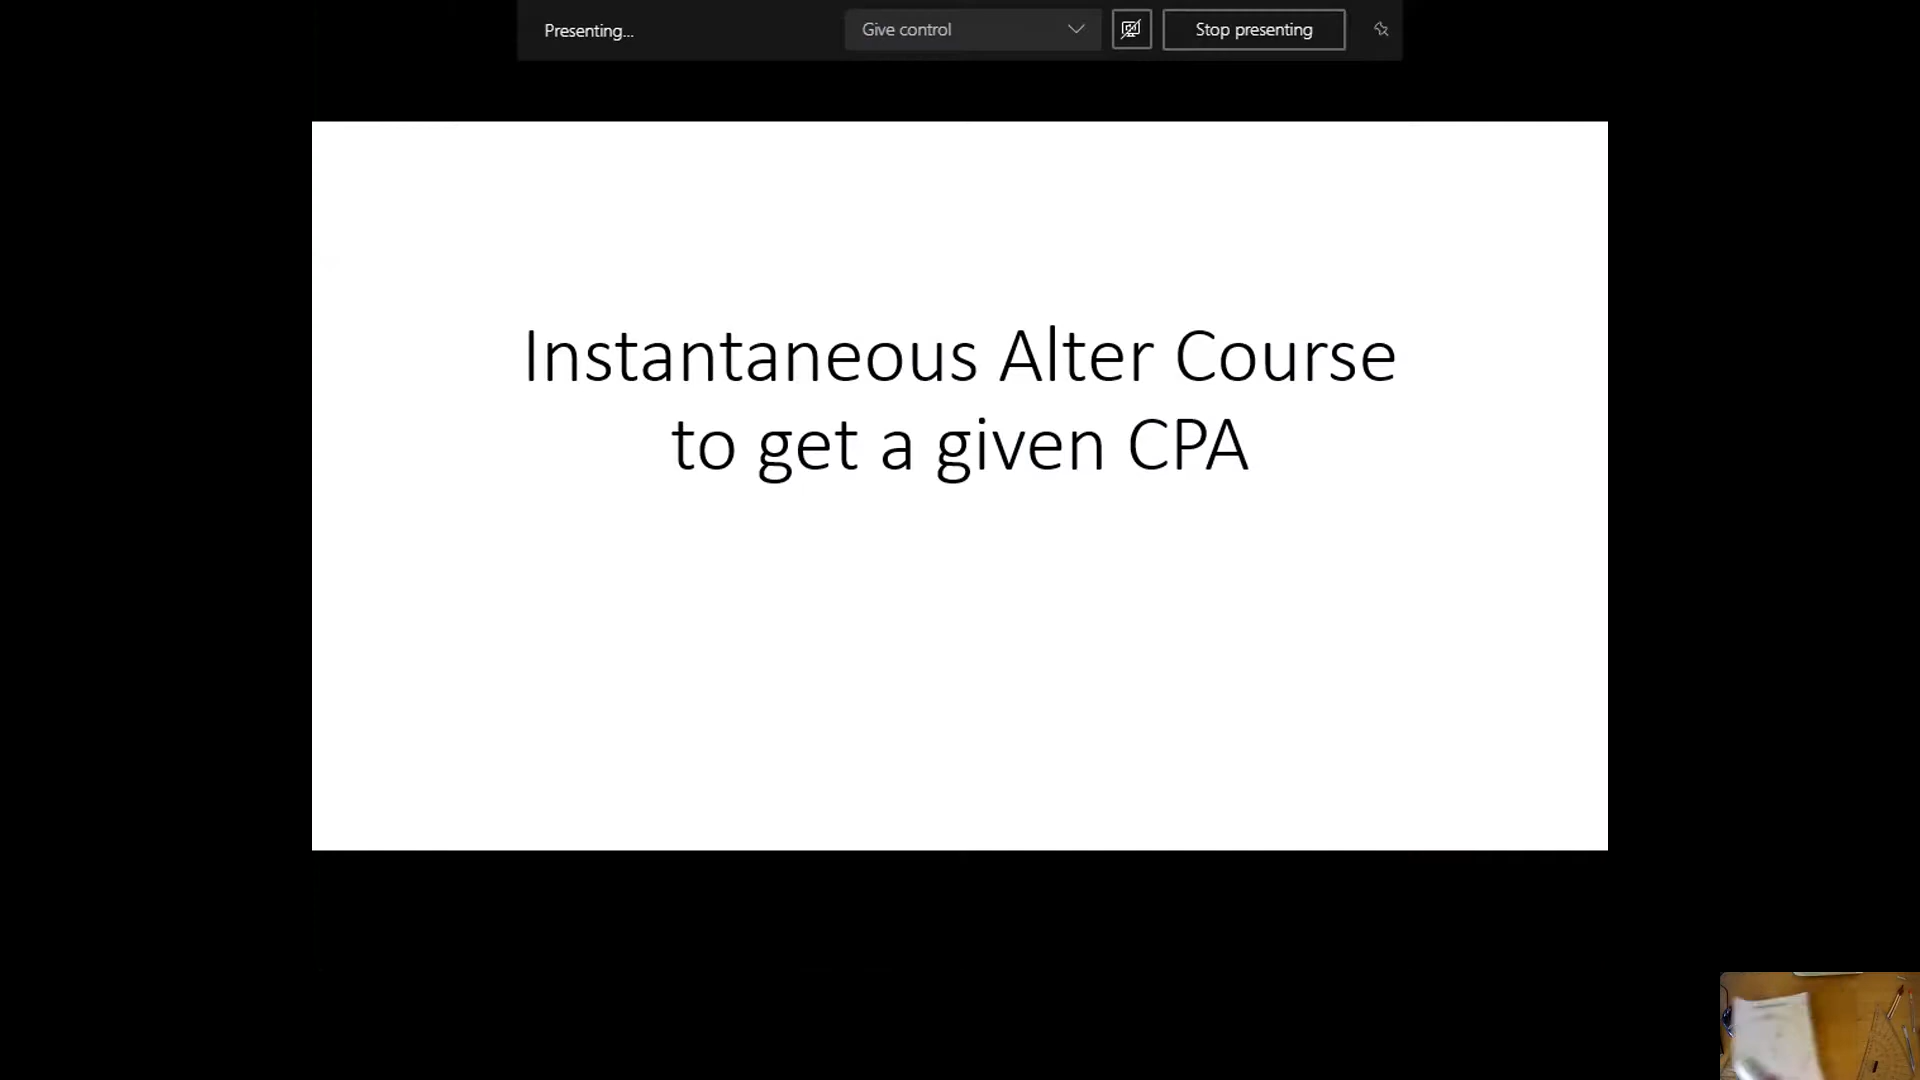 Presenting...
Give control
Stop presenting
Instantaneous Alter Course
to get a given CPA